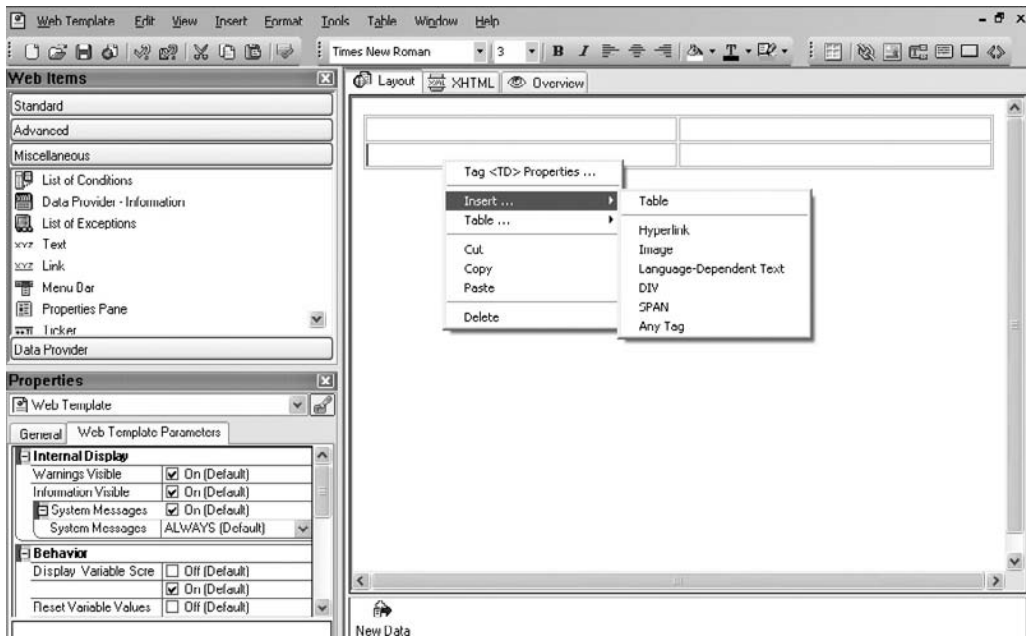 Web Template Edit View Insert Format Tools Table Window Help
Times New Roman 3 B I T
Web Items
Standard
Advanced
Miscellaneous
List of Conditions
Data Provider - Information
List of Exceptions
XYZ Text
XYZ Link
Menu Bar
Properties Pane
Ticker
Data Provider
Properties
Web Template
General Web Template Parameters
Internal Display
Warnings Visible On (Default)
Information Visible On (Default)
System Messages On (Default)
System Messages ALWAYS (Default)
Behavior
Display Variable Scre Off (Default)
On (Default)
Reset Variable Values Off (Default)
Layout XHTML Overview
Tag <TD> Properties ...
Insert ...
Table ...
Cut
Copy
Paste
Delete
Table
Hyperlink
Image
Language-Dependent Text
DIV
SPAN
Any Tag
New Data